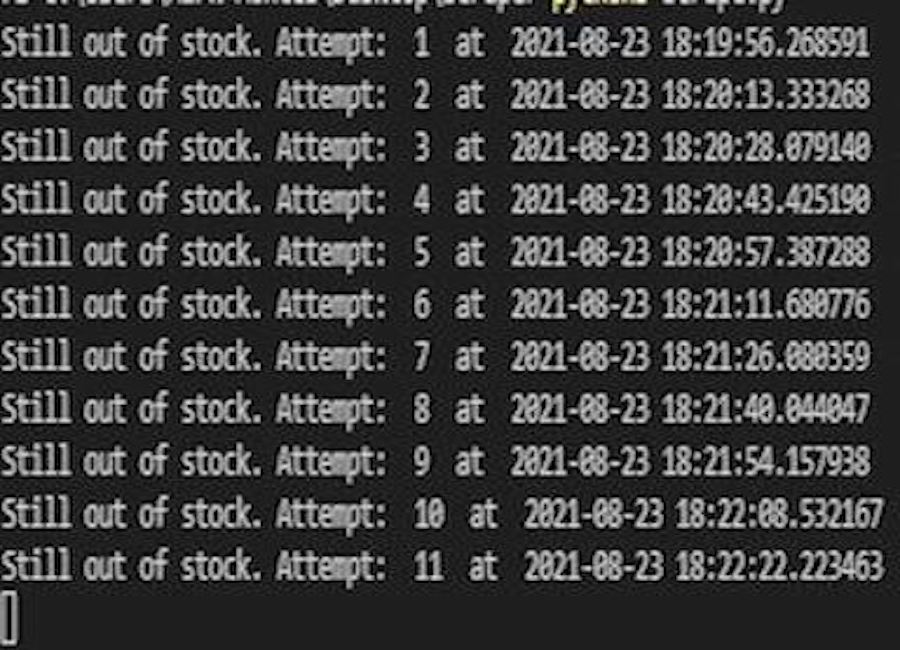 Still out of stock. Attempt: 1 at 2021-08-23 18:19:56.268591
Still out of stock. Attempt: 2 at 2021-08-23 18:20:13.333268
Still out of stock. Attempt: 3 at 2021-08-23 18:20:28.079140
Still out of stock. Attempt: 4 at 2021-08-23 18:20:43.425190
Still out of stock. Attempt: 5 at 2021-08-23 18:20:57.387288
Still out of stock. Attempt: 6 at 2021-08-23 18:21:11.680776
Still out of stock. Attempt: 7 at 2021-08-23 18:21:26.080359
Still out of stock. Attempt: 8 at 2021-08-23 18:21:40.044047
Still out of stock. Attempt: 9 at 2021-08-23 18:21:54.157938
Still out of stock. Attempt: 10 at 2021-08-23 18:22:08.532167
Still out of stock. Attempt: 11 at 2021-08-23 18:22:22.223463